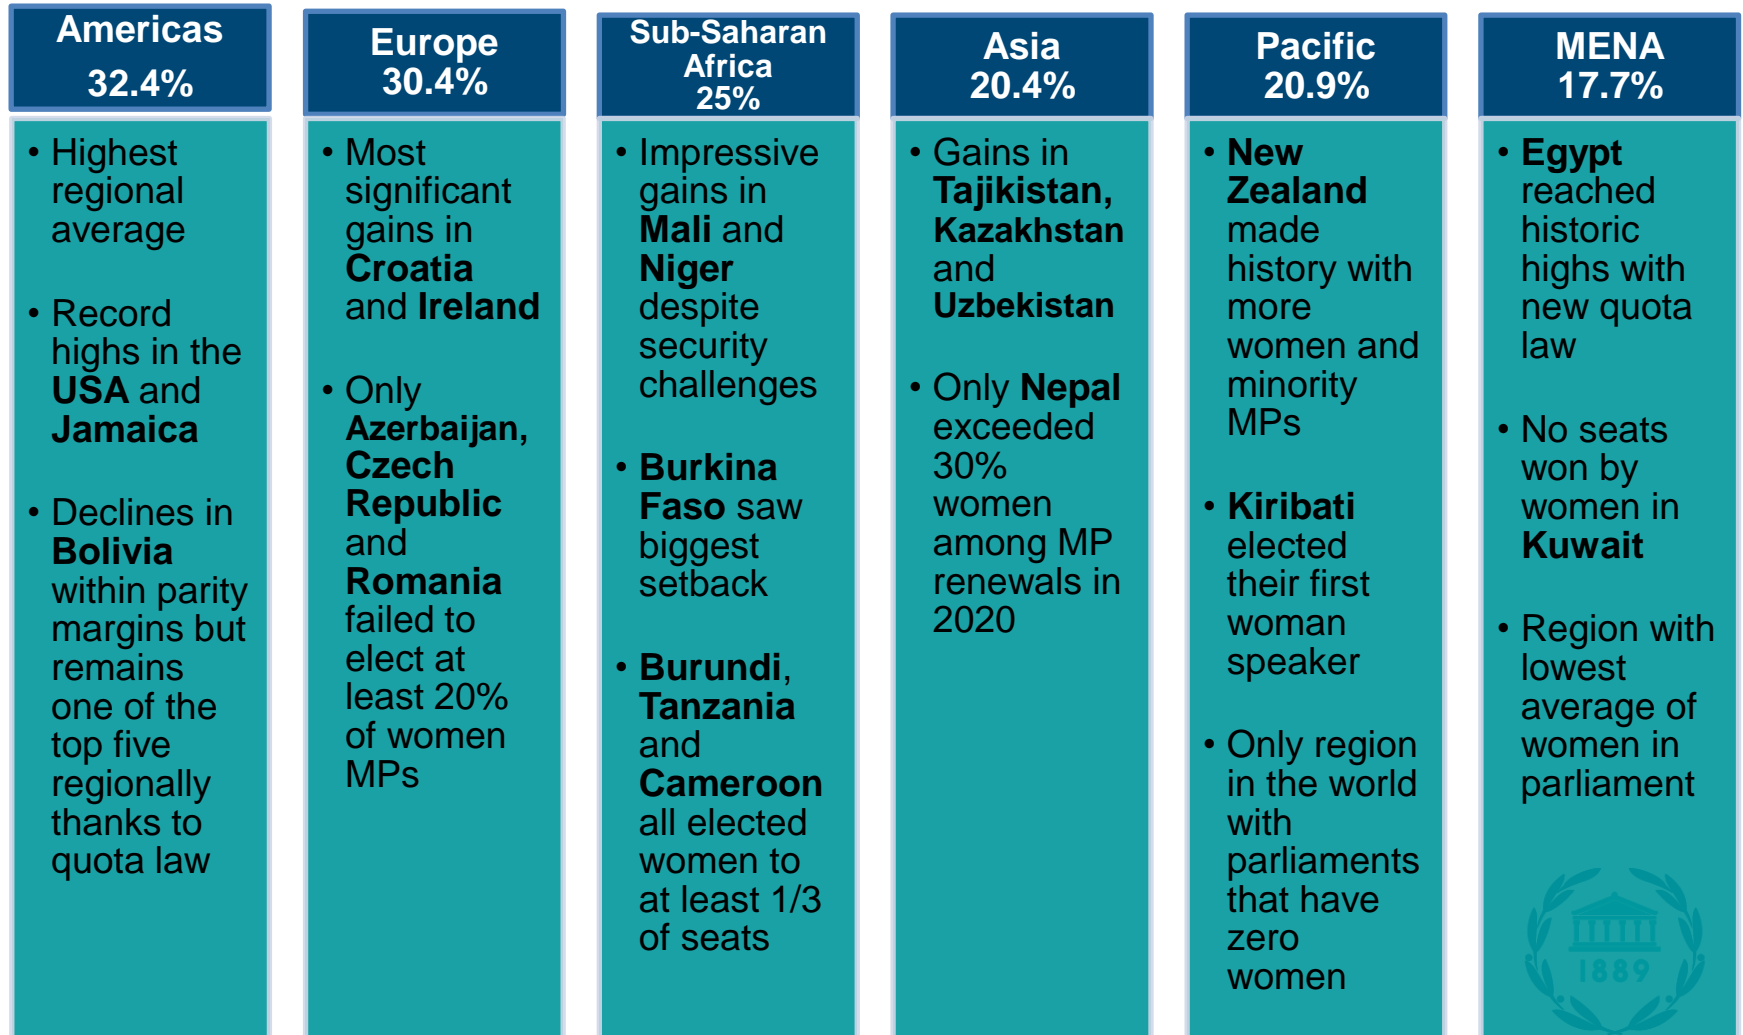 Americas
32.4%
• Highest
regional
average
• Record
highs in the
USA and
Jamaica
• Declines in
Bolivia
within parity
margins but
remains
one of the
top five
regionally
thanks to
quota law
Europe
30.4%
• Most
significant
gains in
Croatia
and Ireland
• Only
Azerbaijan,
Czech
Republic
and
Romania
failed to
elect at
least 20%
of women
MPs
Sub-Saharan
Africa
25%
• Impressive
gains in
Mali and
Niger
despite
security
challenges
• Burkina
Faso saw
biggest
setback
• Burundi,
Tanzania
and
Cameroon
all elected
women to
at least 1/3
of seats
Asia
20.4%
• Gains in
Tajikistan,
Kazakhstan
and
Uzbekistan
• Only Nepal
exceeded
30%
women
among MP
renewals in
2020
Pacific
20.9%
• New
Zealand
made
history with
more
women and
minority
MPs
• Kiribati
elected
their first
woman
speaker
• Only region
in the world
with
parliaments
that have
zero
women
MENA
17.7%
• Egypt
reached
historic
highs with
new quota
law
• No seats
won by
women in
Kuwait
• Region with
lowest
average of
women in
parliament
1889